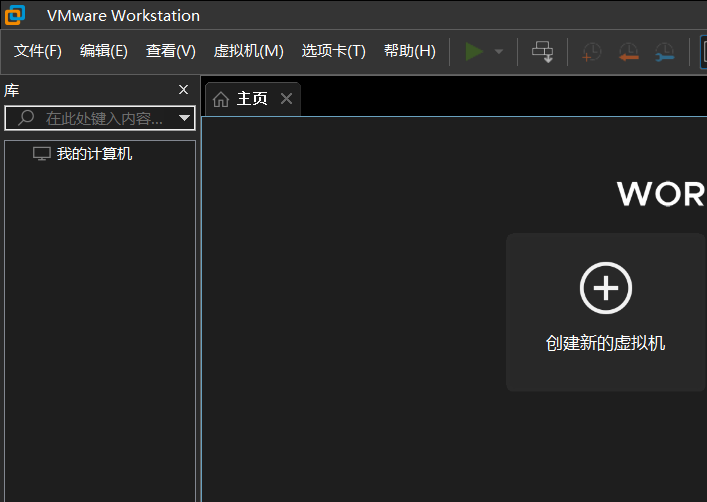 VMware Workstation
文件(F) 编辑(E) 查看(V) 虚拟机(M) 选项卡(T) 帮助(H)
库
在此处键入内容...
我的计算机
主页
WOR
创建新的虚拟机